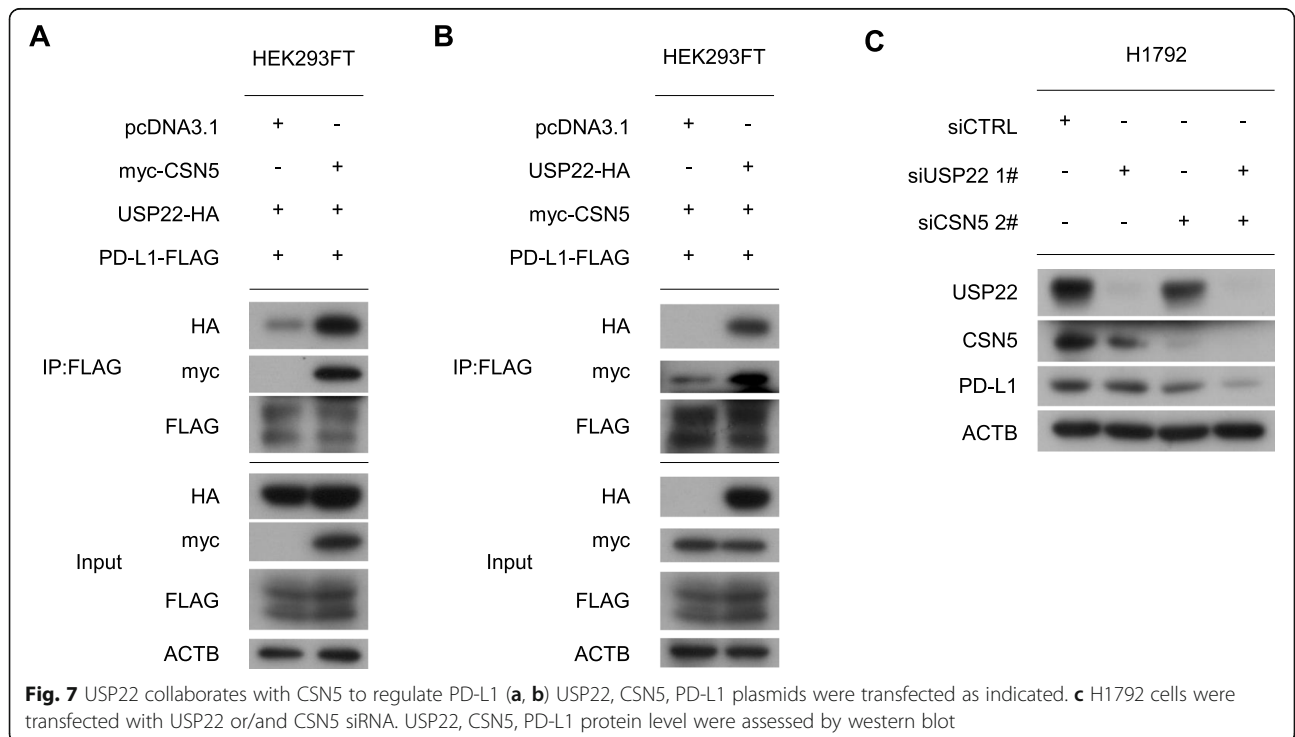 A
HEK293FT
pcDNA3.1 + -
myc-CSN5 - +
USP22-HA + +
PD-L1-FLAG + +
IP:FLAG
HA
myc
FLAG
Input
HA
myc
FLAG
ACTB
B
HEK293FT
pcDNA3.1 + -
USP22-HA - +
myc-CSN5 + +
PD-L1-FLAG + +
IP:FLAG
HA
myc
FLAG
Input
HA
myc
FLAG
ACTB
C
H1792
siCTRL + - - -
siUSP22 1# - + - +
siCSN5 2# - - + +
USP22
CSN5
PD-L1
ACTB
Fig. 7 USP22 collaborates with CSN5 to regulate PD-L1 (a, b) USP22, CSN5, PD-L1 plasmids were transfected as indicated. c H1792 cells were
transfected with USP22 or/and CSN5 siRNA. USP22, CSN5, PD-L1 protein level were assessed by western blot